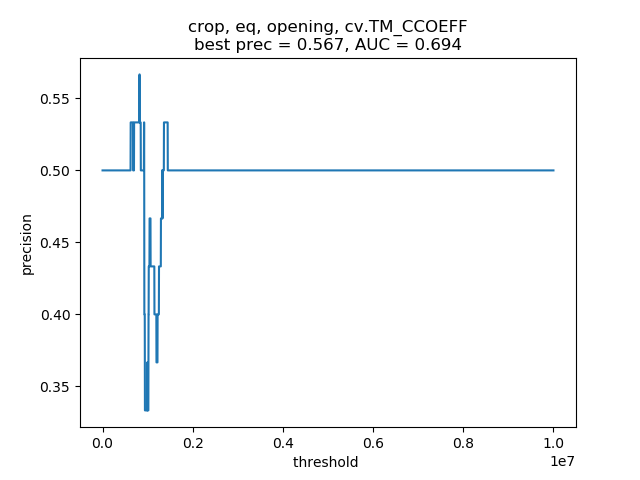 crop, eq, opening, cv.TM_CCOEFF
best prec = 0.567, AUC = 0.694
0.55
0.50
0.45
0.40
0.35
precision
0.0 0.2 0.4 0.6 0.8 1.0
1e7
threshold